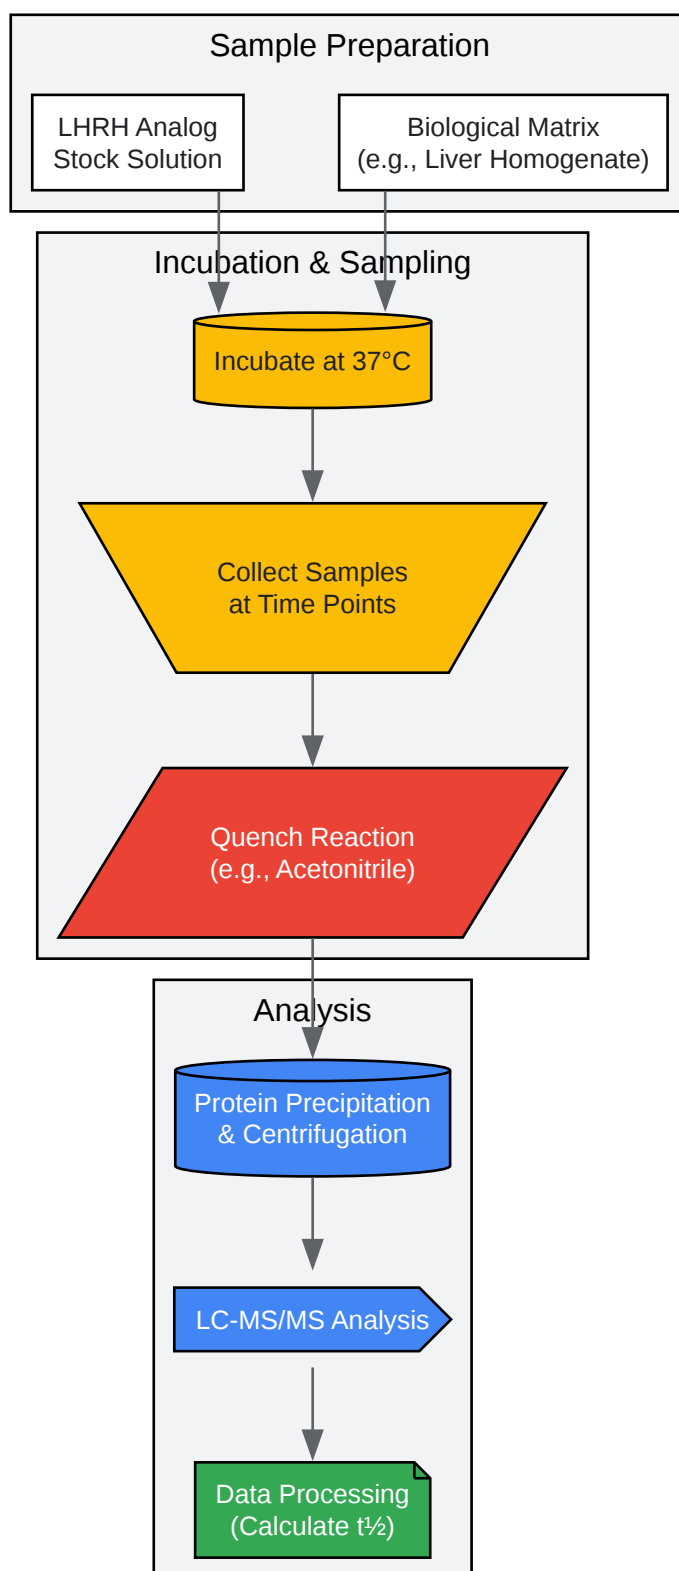 Sample Preparation
LHRH Analog
Stock Solution
Biological Matrix
(e.g., Liver Homogenate)
Incubation & Sampling
Incubate at 37°C
Collect Samples
at Time Points
Quench Reaction
(e.g., Acetonitrile)
Analysis
Protein Precipitation
& Centrifugation
LC-MS/MS Analysis
Data Processing
(Calculate t½)